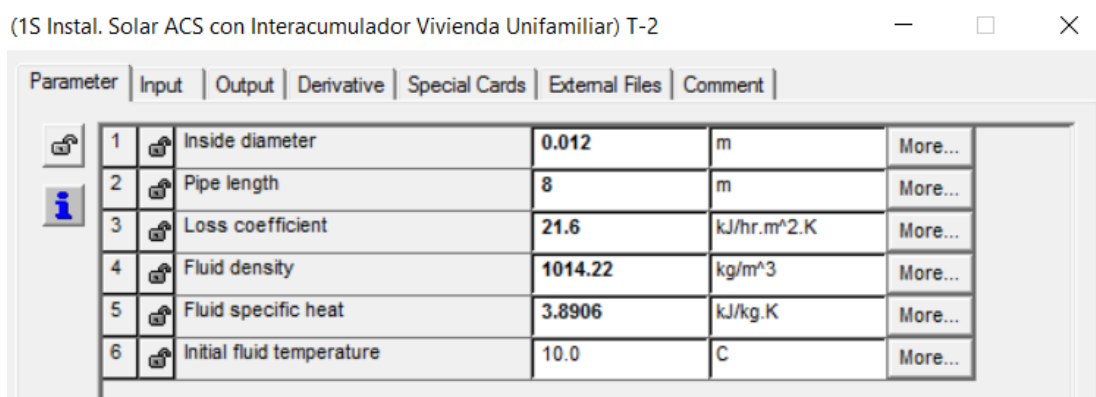 (1S Instal. Solar ACS con Interacumulador Vivienda Unifamiliar) T-2
Parameter Input Output Derivative Special Cards External Files Comment
1 Inside diameter 0.012 m More...
2 Pipe length 8 m More...
3 Loss coefficient 21.6 kJ/hr.m^2.K More...
4 Fluid density 1014.22 kg/m^3 More...
5 Fluid specific heat 3.8906 kJ/kg.K More...
6 Initial fluid temperature 10.0 C More...